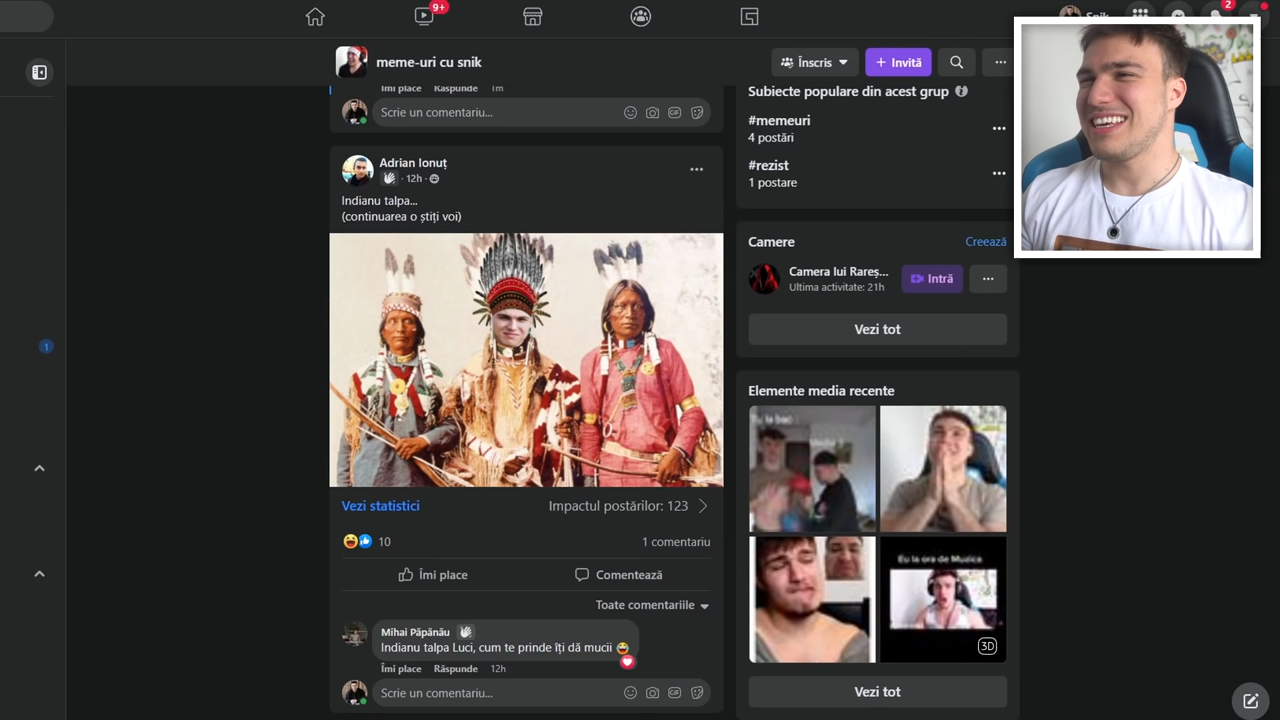 9+
Snik
2
meme-uri cu snik
Înscris
+ Invită
Îmi place Răspunde 1m
Scrie un comentariu...
Adrian Ionuț
· 12h ·
Indianu talpa...
(continuarea o știți voi)
Vezi statistici
Impactul postărilor: 123
10
1 comentariu
Îmi place
Comentează
Toate comentariile
Mihai Păpănău
Indianu talpa Luci, cum te prinde îți dă mucii
Îmi place Răspunde 12h
Scrie un comentariu...
Subiecte populare din acest grup
#memeuri
4 postări
#rezist
1 postare
Camere
Creează
Camera lui Rareș...
Ultima activitate: 21h
Intră
Vezi tot
Elemente media recente
Eu la ora de Muzica
3D
Vezi tot
1